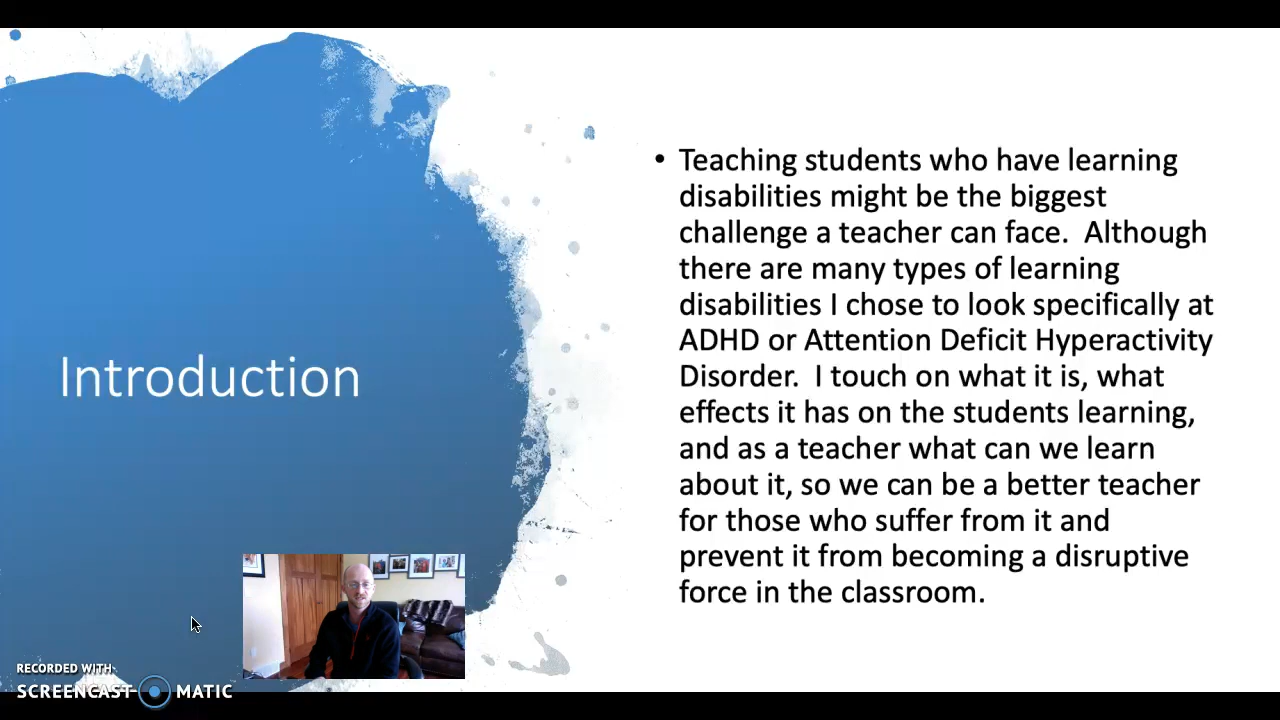 Introduction
• Teaching students who have learning
disabilities might be the biggest
challenge a teacher can face.  Although
there are many types of learning
disabilities I chose to look specifically at
ADHD or Attention Deficit Hyperactivity
Disorder.  I touch on what it is, what
effects it has on the students learning,
and as a teacher what can we learn
about it, so we can be a better teacher
for those who suffer from it and
prevent it from becoming a disruptive
force in the classroom.
RECORDED WITH
SCREENCAST MATIC